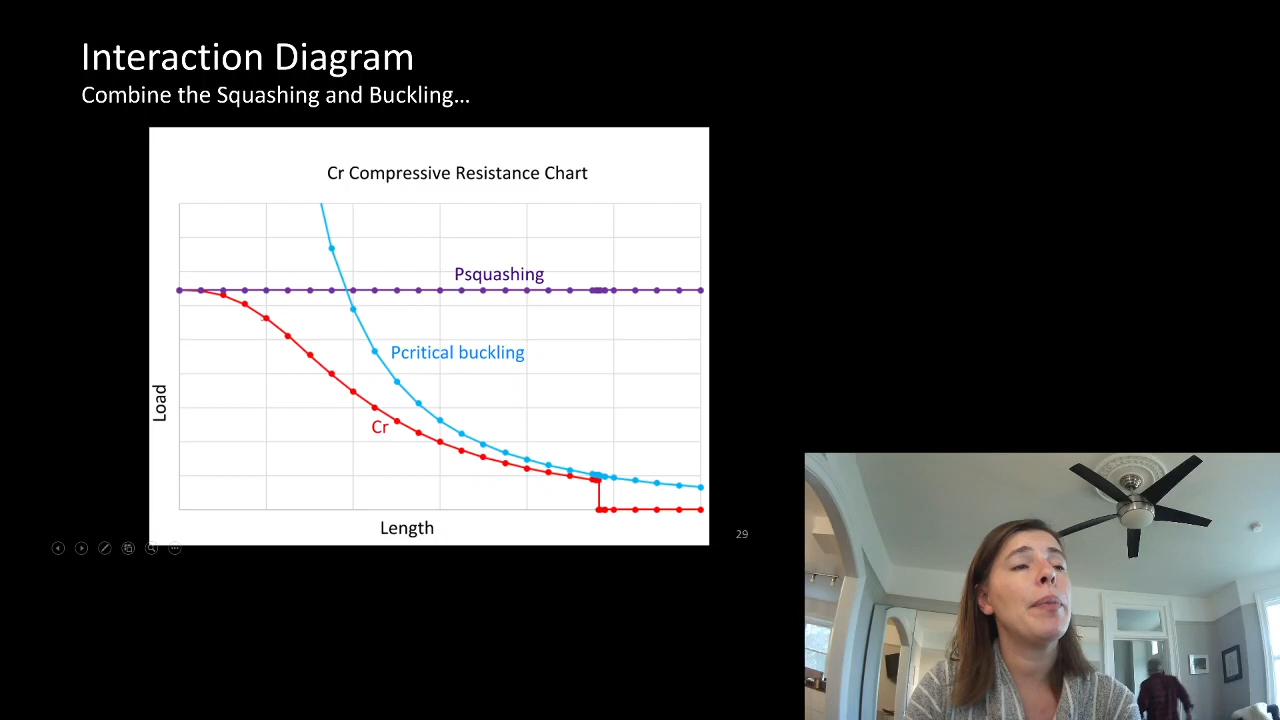 Interaction Diagram
Combine the Squashing and Buckling...
Cr Compressive Resistance Chart
Psquashing
Pcritical buckling
Load
Cr
Length
29